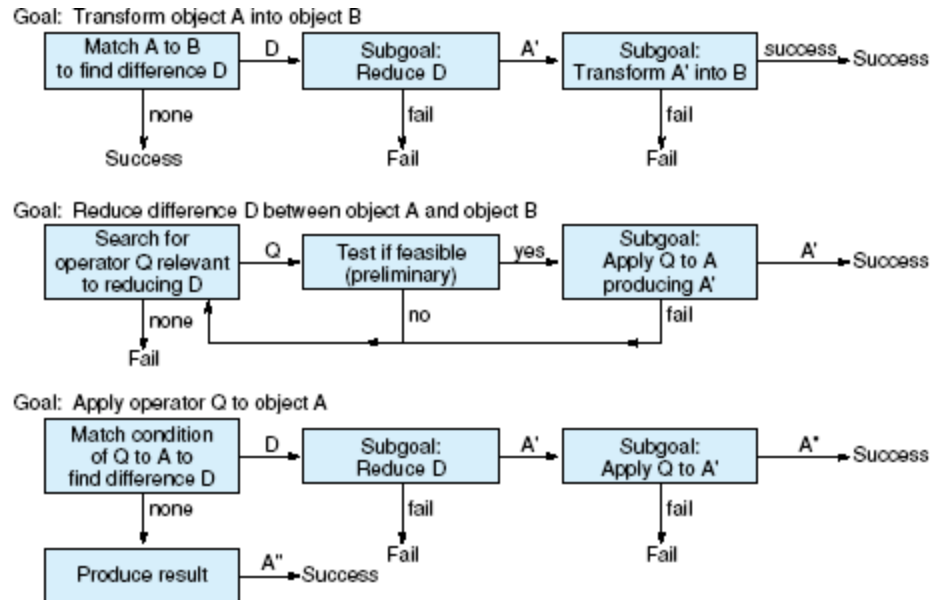 Goal: Transform object A into object B
Match A to B
to find difference D
D
Subgoal:
Reduce D
A'
Subgoal:
Transform A' into B
success
Success
none
fail
fail
Success
Fail
Fail
Goal: Reduce difference D between object A and object B
Search for
operator Q relevant
to reducing D
Q
Test if feasible
(preliminary)
yes
Subgoal:
Apply Q to A
producing A'
A'
Success
none
no
fail
Fail
Goal: Apply operator Q to object A
Match condition
of Q to A to
find difference D
D
Subgoal:
Reduce D
A'
Subgoal:
Apply Q to A'
A"
Success
none
fail
fail
Fail
Fail
Produce result
A"
Success